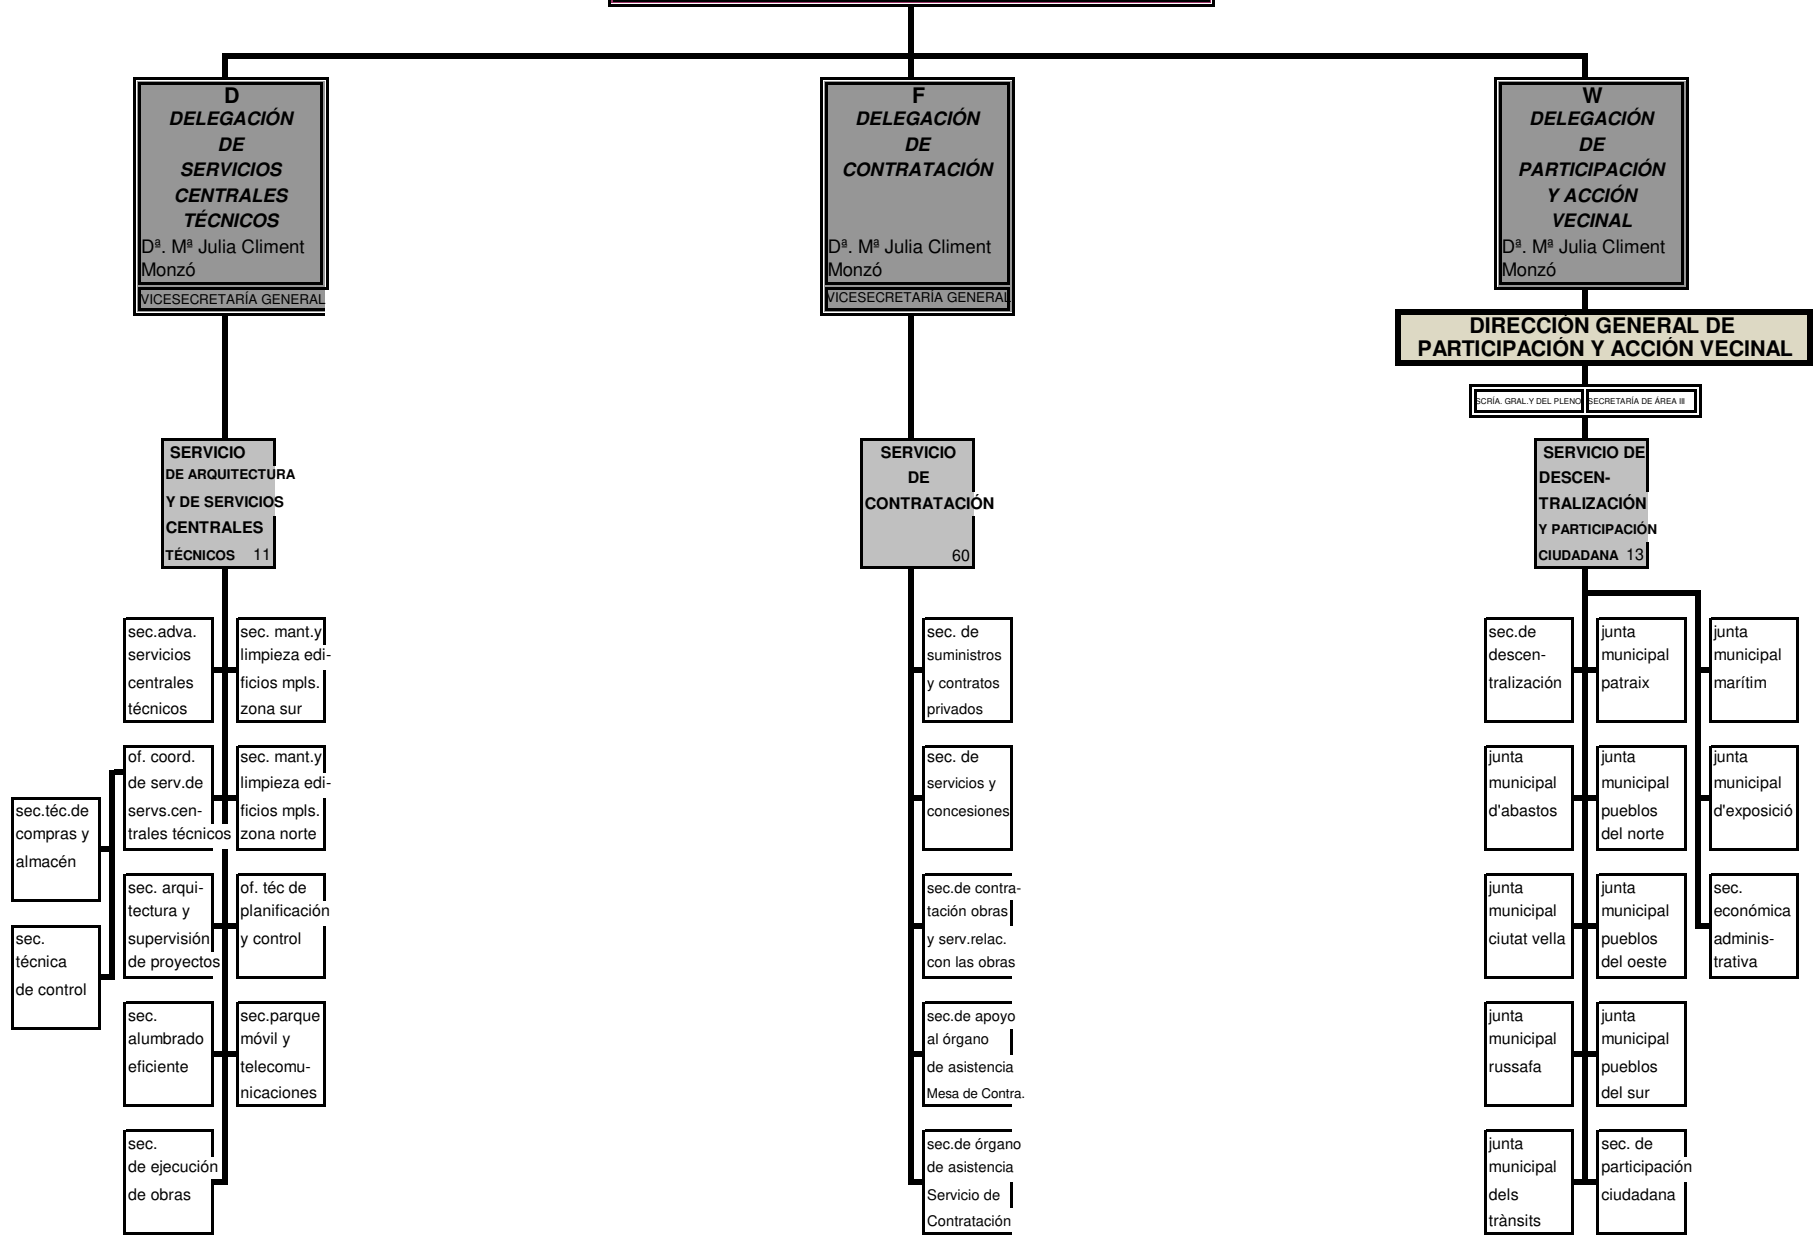 D
DELEGACIÓN
DE
SERVICIOS
CENTRALES
TÉCNICOS
Dª. Mª Julia Climent
Monzó
VICESECRETARÍA GENERAL
F
DELEGACIÓN
DE
CONTRATACIÓN
Dª. Mª Julia Climent
Monzó
VICESECRETARÍA GENERAL
W
DELEGACIÓN
DE
PARTICIPACIÓN
Y ACCIÓN
VECINAL
Dª. Mª Julia Climent
Monzó
DIRECCIÓN GENERAL DE
PARTICIPACIÓN Y ACCIÓN VECINAL
SCRÍA. GRAL.Y DEL PLENO
SECRETARÍA DE ÁREA III
SERVICIO
DE ARQUITECTURA
Y DE SERVICIOS
CENTRALES
TÉCNICOS 11
SERVICIO
DE
CONTRATACIÓN
60
SERVICIO DE
DESCEN-
TRALIZACIÓN
Y PARTICIPACIÓN
CIUDADANA 13
sec.adva.
servicios
centrales
técnicos
sec. mant.y
limpieza edi-
ficios mpls.
zona sur
of. coord.
de serv.de
servs.cen-
trales técnicos
sec. mant.y
limpieza edi-
ficios mpls.
zona norte
sec.téc.de
compras y
almacén
sec. arqui-
tectura y
supervisión
de proyectos
of. téc de
planificación
y control
sec.
técnica
de control
sec.
alumbrado
eficiente
sec.parque
móvil y
telecomu-
nicaciones
sec.
de ejecución
de obras
sec. de
suministros
y contratos
privados
sec. de
servicios y
concesiones
sec.de contra-
tación obras
y serv.relac.
con las obras
sec.de apoyo
al órgano
de asistencia
Mesa de Contra.
sec.de órgano
de asistencia
Servicio de
Contratación
sec.de
descen-
tralización
junta
municipal
patraix
junta
municipal
marítim
junta
municipal
d'abastos
junta
municipal
pueblos
del norte
junta
municipal
d'exposició
junta
municipal
ciutat vella
junta
municipal
pueblos
del oeste
sec.
económica
adminis-
trativa
junta
municipal
russafa
junta
municipal
pueblos
del sur
junta
municipal
dels
trànsits
sec. de
participación
ciudadana